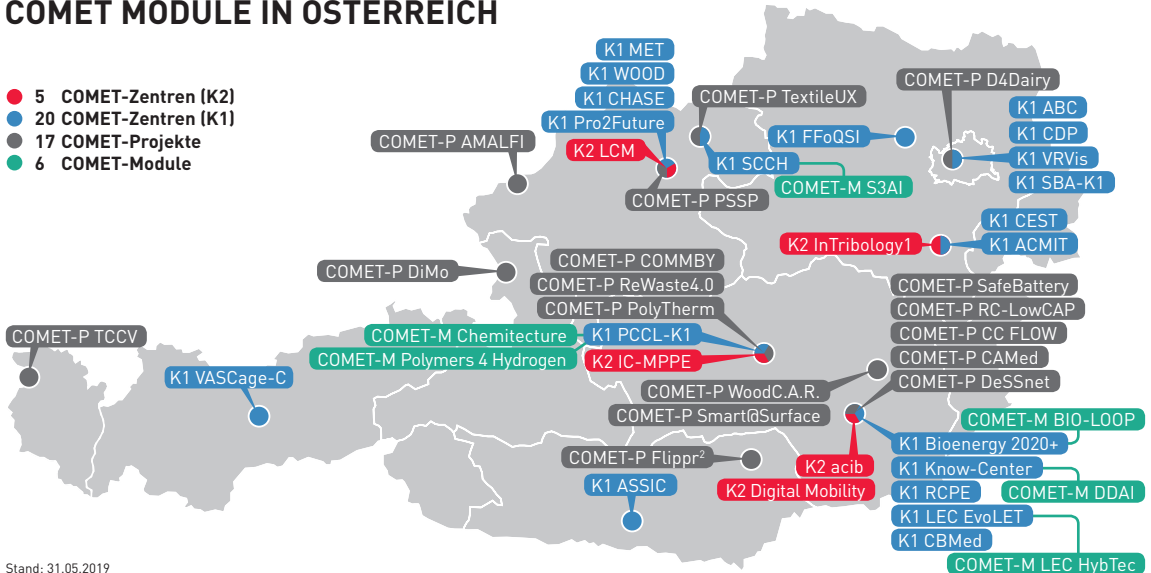 COMET MODULE IN ÖSTERREICH
5 COMET-Zentren (K2)
20 COMET-Zentren (K1)
17 COMET-Projekte
6 COMET-Module
K1 MET
K1 WOOD
K1 CHASE
K1 Pro2Future
K2 LCM
COMET-P AMALFI
COMET-P PSSP
COMET-P TextileUX
K1 FFoQSI
K1 SCCH
COMET-M S3AI
COMET-P D4Dairy
K1 ABC
K1 CDP
K1 VRVis
K1 SBA-K1
K1 CEST
K2 InTribology1
K1 ACMIT
COMET-P DiMo
COMET-P COMMBY
COMET-P ReWaste4.0
COMET-P PolyTherm
COMET-M Chemitecture
K1 PCCL-K1
COMET-M Polymers 4 Hydrogen
K2 IC-MPPE
COMET-P TCCV
K1 VASCage-C
COMET-P SafeBattery
COMET-P RC-LowCAP
COMET-P CC FLOW
COMET-P CAMed
COMET-P DeSSnet
COMET-P WoodC.A.R.
COMET-P Smart@Surface
COMET-M BIO-LOOP
K1 Bioenergy 2020+
COMET-P Flippr²
K2 acib
K1 Know-Center
K1 ASSIC
K2 Digital Mobility
K1 RCPE
COMET-M DDAI
K1 LEC EvoLET
K1 CBMed
COMET-M LEC HybTec
Stand: 31.05.2019